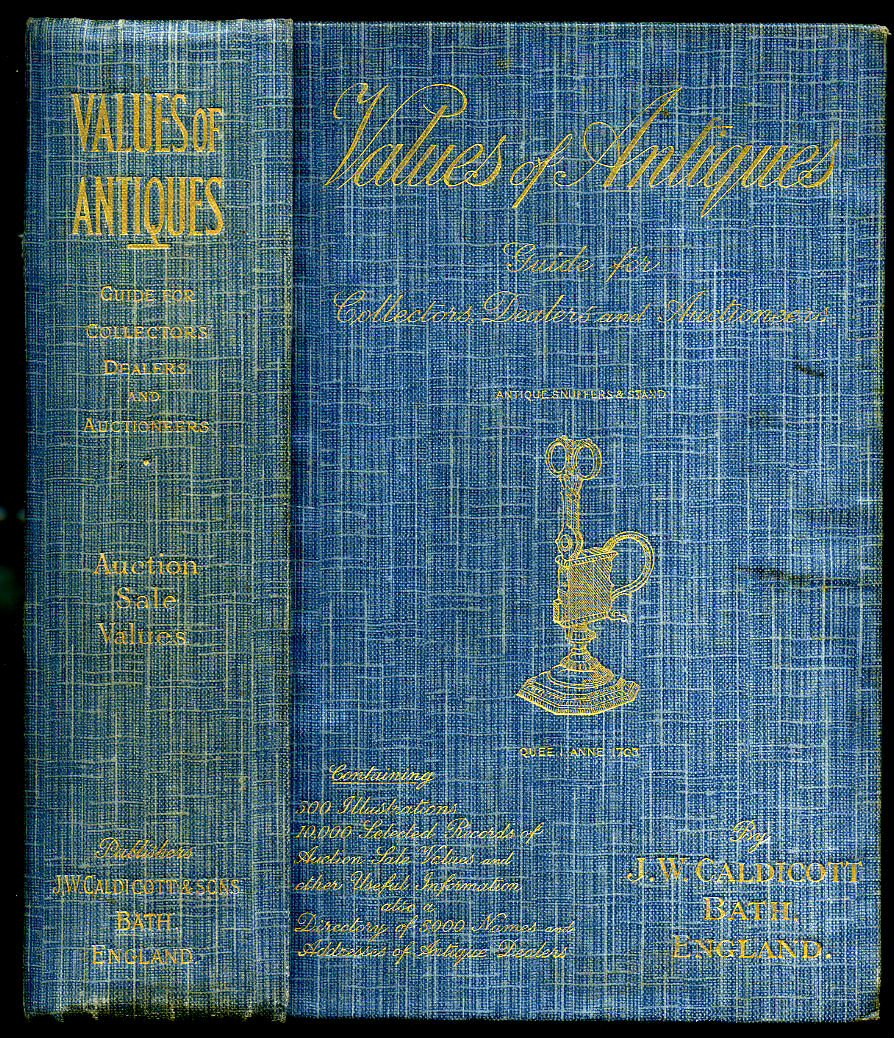 VALUES OF
ANTIQUES
GUIDE FOR
COLLECTORS
DEALERS
AND
AUCTIONEERS
Auction
Sale
Values
Publishers
J.W. CALDICOTT & SONS
BATH,
ENGLAND.
Values of Antiques
Guide for
Collectors, Dealers and Auctioneers.
ANTIQUE SNUFFERS & STAND
QUEEN ANNE 1703
Containing
500 Illustrations
10,000 Selected Records of
Auction Sale Values and
other Useful Information
also a
Directory of 5000 Names and
Addresses of Antique Dealers
By
J.W. CALDICOTT
BATH,
ENGLAND.